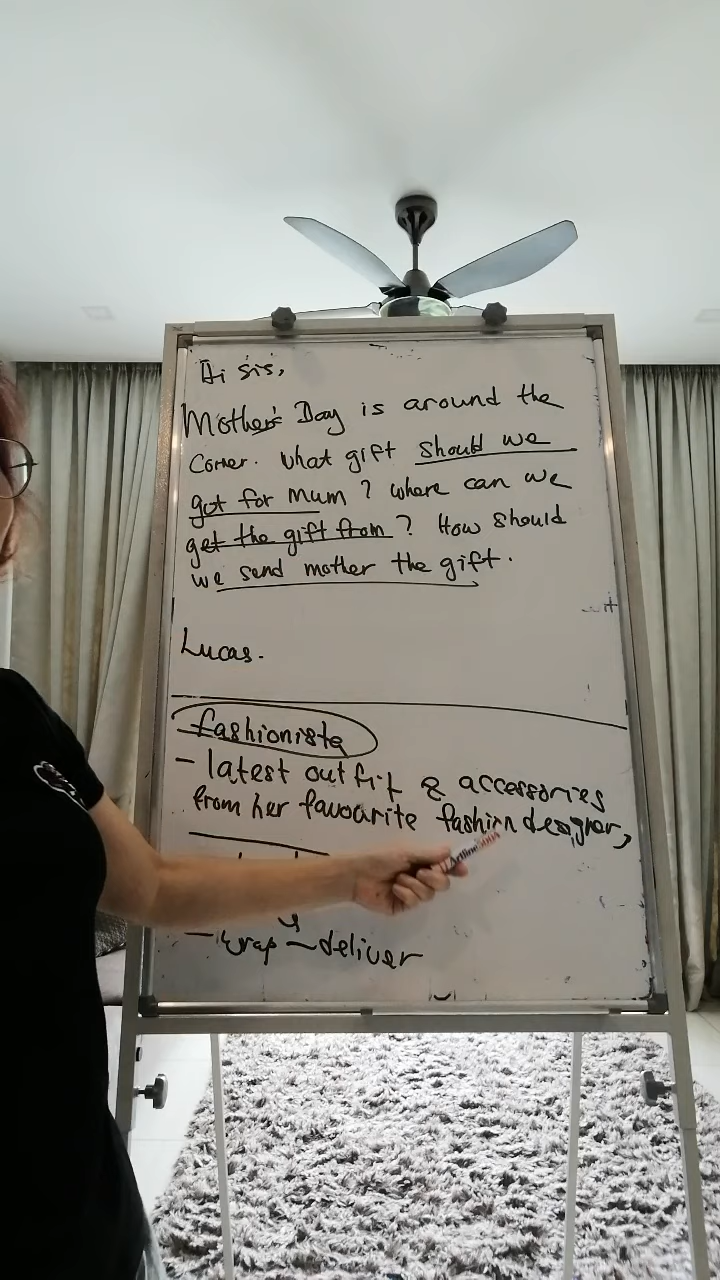 Hi sis,
Mother's Day is around the
corner. What gift should we
got for Mum? Where can we
get the gift from? How should
we send mother the gift.
Lucas.
fashionista
- latest outfit & accessories
from her favourite fashion designer,
Artline
- wrap - deliver